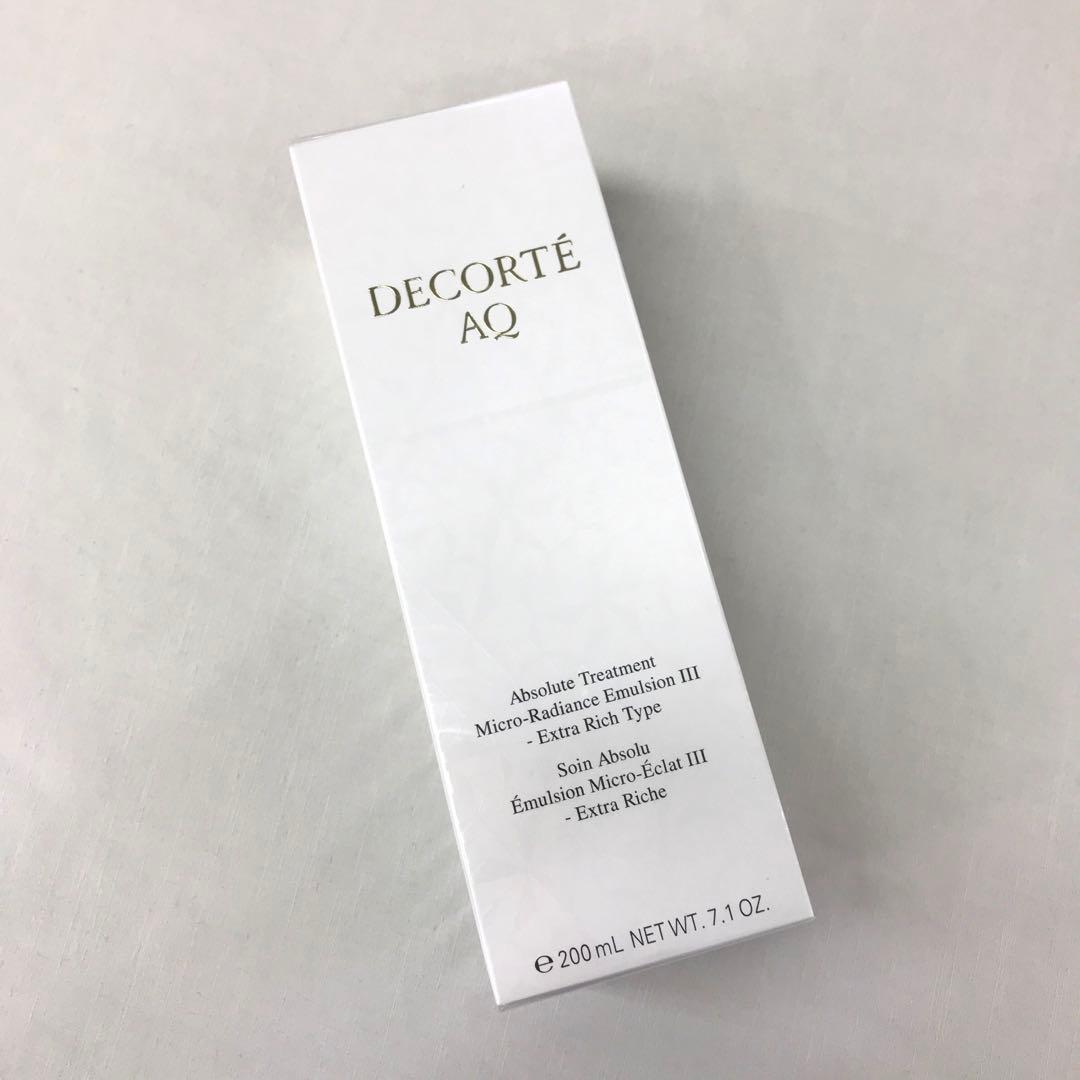 DECORTÉ
AQ
Absolute Treatment
Micro-Radiance Emulsion III
- Extra Rich Type
Soin Absolu
Émulsion Micro-Éclat III
- Extra Riche
℮ 200 mL NET WT. 7.1 OZ.